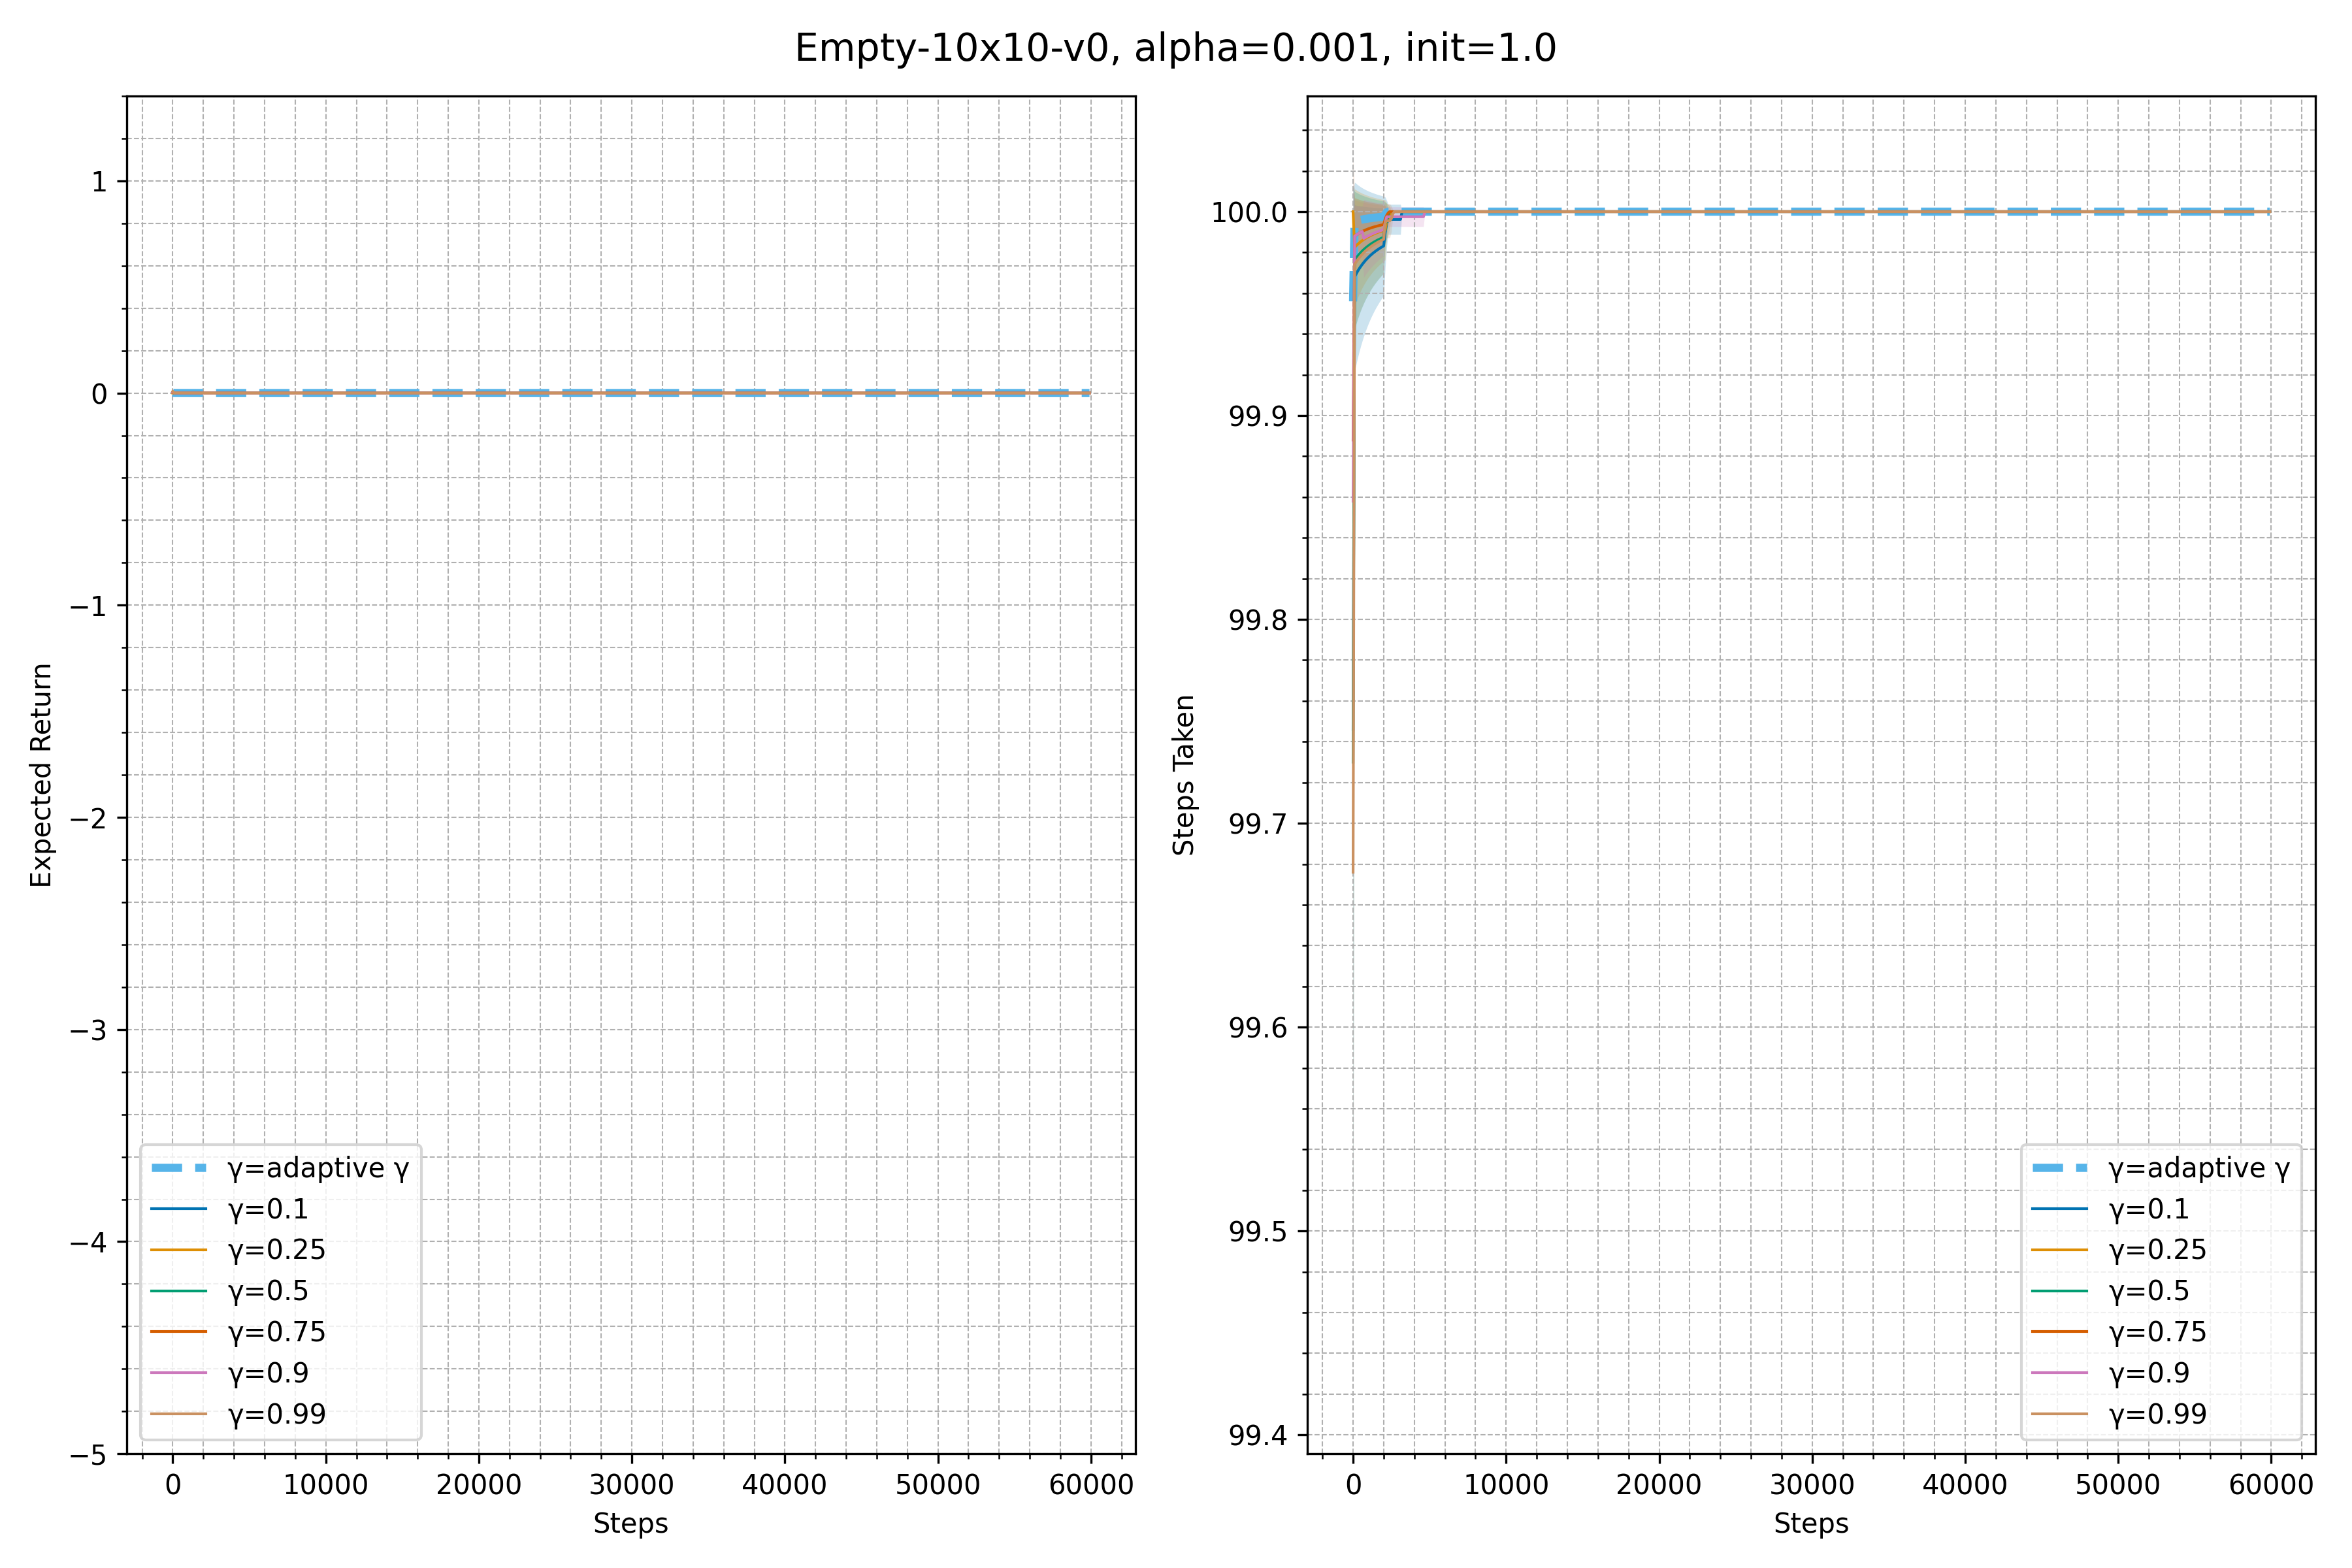 Empty-10x10-v0, alpha=0.001, init=1.0
1
0
−1
−2
−3
−4
−5
Expected Return
γ=adaptive γ
γ=0.1
γ=0.25
γ=0.5
γ=0.75
γ=0.9
γ=0.99
0 10000 20000 30000 40000 50000 60000
Steps
100.0
99.9
99.8
99.7
99.6
99.5
99.4
Steps Taken
γ=adaptive γ
γ=0.1
γ=0.25
γ=0.5
γ=0.75
γ=0.9
γ=0.99
0 10000 20000 30000 40000 50000 60000
Steps